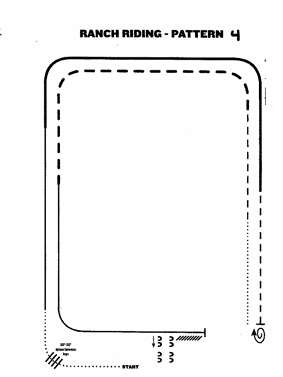 RANCH RIDING - PATTERN 4
START